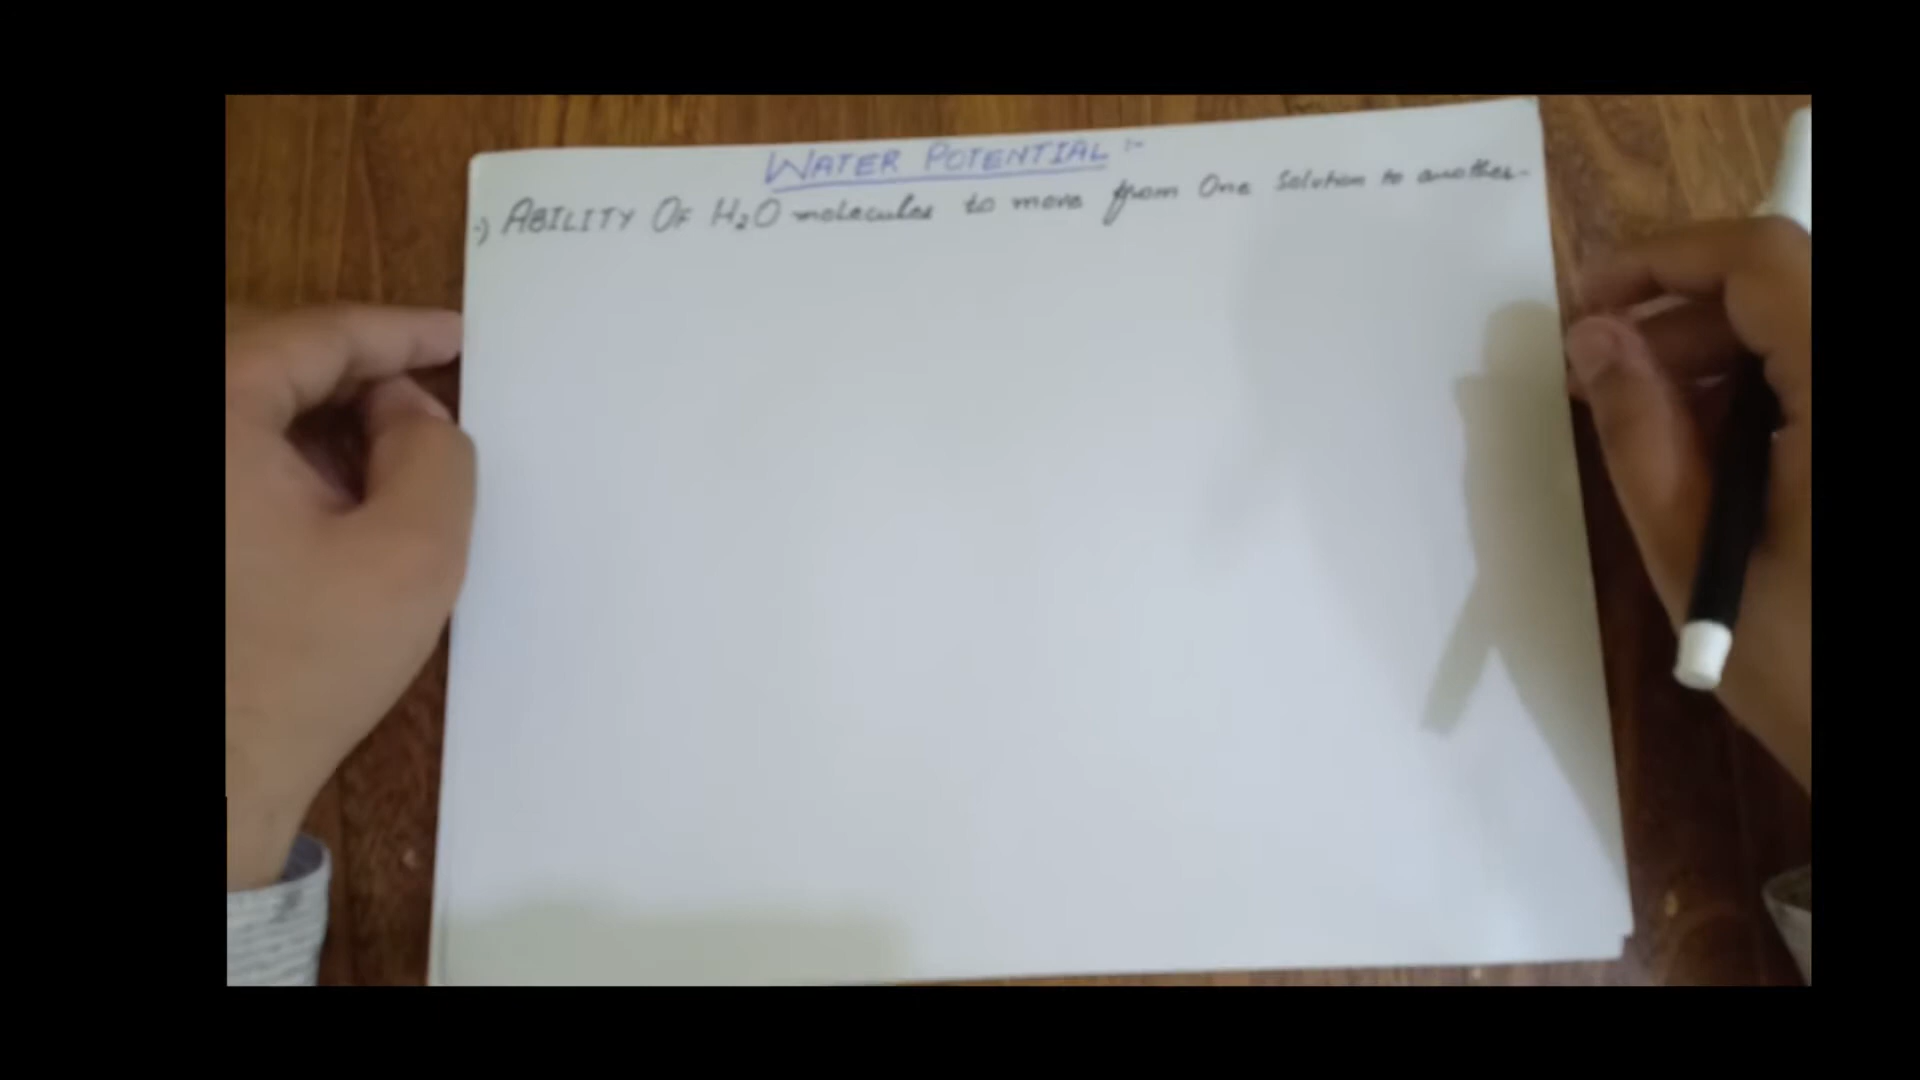 WATER POTENTIAL :-
·) ABILITY OF H₂O molecules to move from One Solution to another.